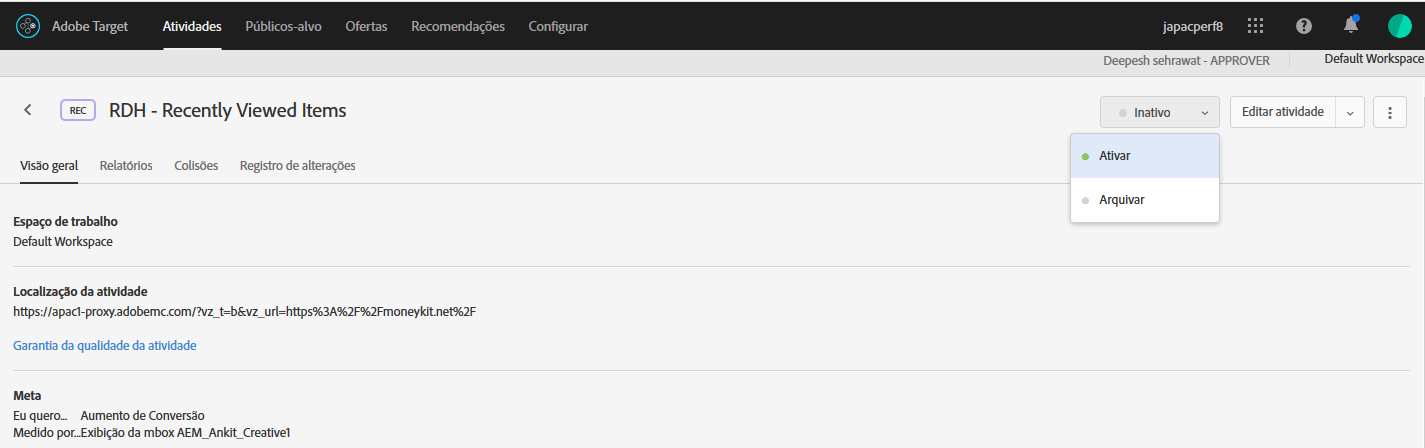 Adobe Target Atividades Públicos-alvo Ofertas Recomendações Configurar japacperf8
Deepesh sehrawat - APPROVER Default Workspace
REC RDH - Recently Viewed Items Inativo Editar atividade
Ativar
Visão geral Relatórios Colisões Registro de alterações
Arquivar
Espaço de trabalho
Default Workspace
Localização da atividade
https://apac1-proxy.adobemc.com/?vz_t=b&vz_url=https%3A%2F%2Fmoneykit.net%2F
Garantia da qualidade da atividade
Meta
Eu quero... Aumento de Conversão
Medido por...Exibição da mbox AEM_Ankit_Creative1